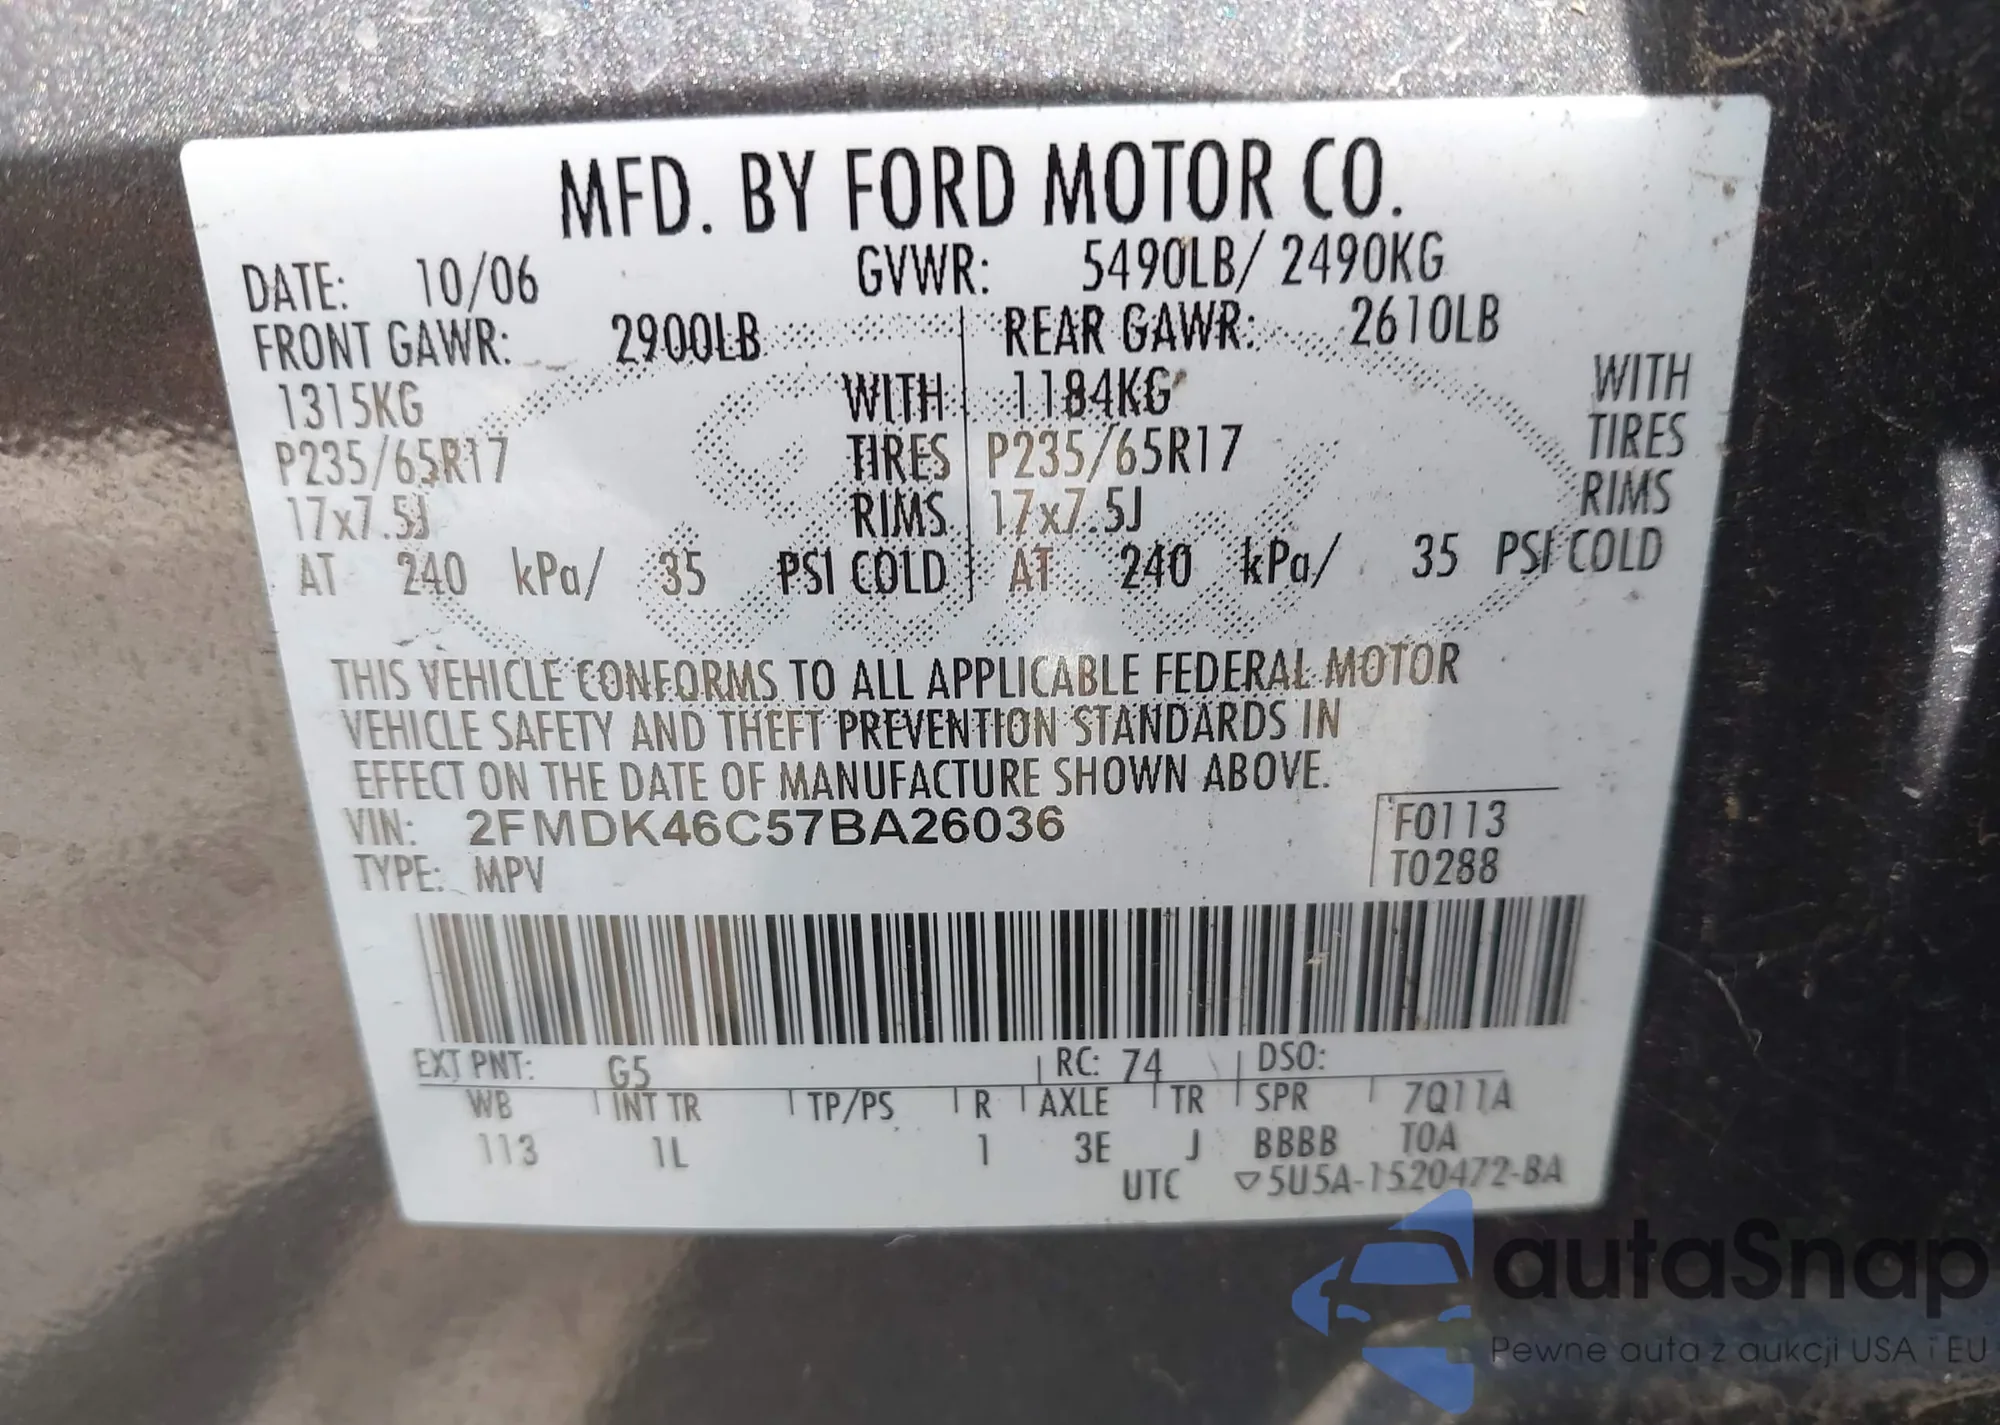 MFD. BY FORD MOTOR CO.
DATE: 10/06 GVWR: 5490LB/ 2490KG
FRONT GAWR: 2900LB REAR GAWR: 2610LB
1315KG WITH 1184KG WITH
P235/65R17 TIRES P235/65R17 TIRES
17x7.5J RIMS 17x7.5J RIMS
AT 240 kPa/ 35 PSI COLD AT 240 kPa/ 35 PSI COLD
THIS VEHICLE CONFORMS TO ALL APPLICABLE FEDERAL MOTOR
VEHICLE SAFETY AND THEFT PREVENTION STANDARDS IN
EFFECT ON THE DATE OF MANUFACTURE SHOWN ABOVE.
VIN: 2FMDK46C57BA26036 F0113
TYPE: MPV T0288
EXT PNT: G5 RC: 74 DSO:
WB INT TR TP/PS R AXLE TR SPR 7Q11A
113 1L 1 3E J BBBB TOA
UTC ▽5U5A-1520472-BA
autaSnap
Pewne auta z aukcji USA i EU